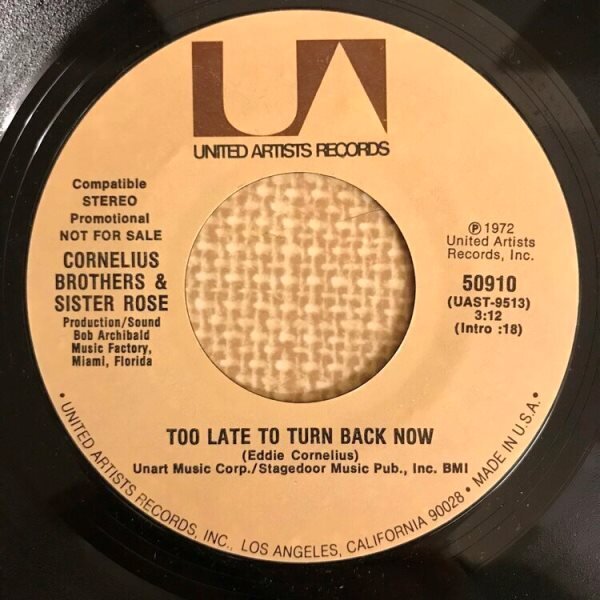 UA
UNITED ARTISTS RECORDS
Compatible
STEREO
Promotional
NOT FOR SALE
CORNELIUS
BROTHERS &
SISTER ROSE
Production/Sound
Bob Archibald
Music Factory,
Miami, Florida
℗ 1972
United Artists
Records, Inc.
50910
(UAST-9513)
3:12
(Intro :18)
TOO LATE TO TURN BACK NOW
(Eddie Cornelius)
Unart Music Corp./Stagedoor Music Pub., Inc. BMI
• UNITED ARTISTS RECORDS, INC., LOS ANGELES, CALIFORNIA 90028 • MADE IN U.S.A. •